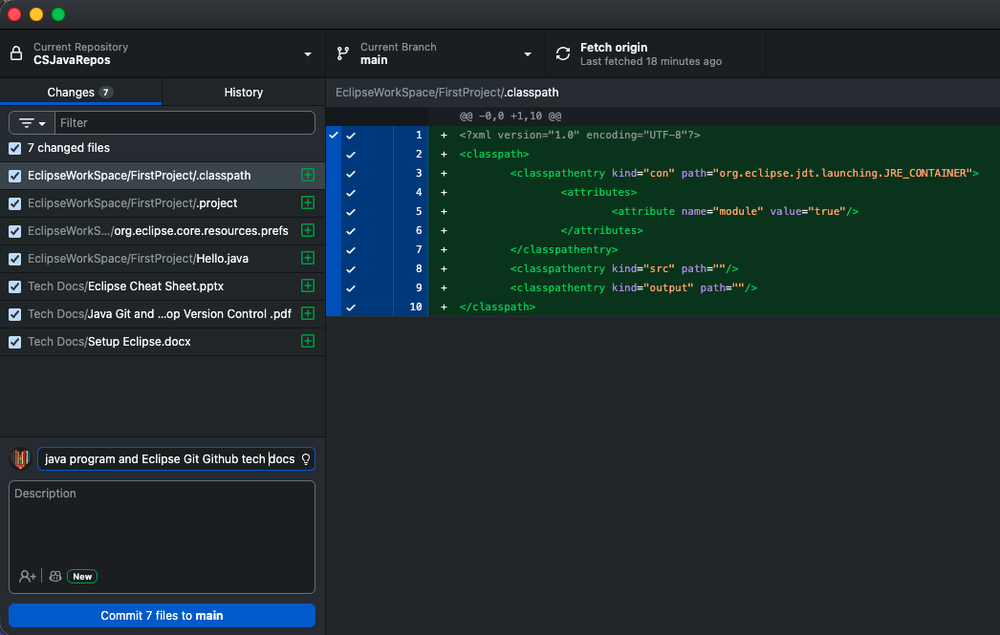 Current Repository
CSJavaRepos
Current Branch
main
Fetch origin
Last fetched 18 minutes ago
Changes 7
History
Filter
7 changed files
EclipseWorkSpace/FirstProject/.classpath
EclipseWorkSpace/FirstProject/.project
EclipseWorkS.../org.eclipse.core.resources.prefs
EclipseWorkSpace/FirstProject/Hello.java
Tech Docs/Eclipse Cheat Sheet.pptx
Tech Docs/Java Git and ...op Version Control .pdf
Tech Docs/Setup Eclipse.docx
java program and Eclipse Git Github tech docs
Description
New
Commit 7 files to main
EclipseWorkSpace/FirstProject/.classpath
@@ -0,0 +1,10 @@
1 + <?xml version="1.0" encoding="UTF-8"?>
2 + <classpath>
3 + <classpathentry kind="con" path="org.eclipse.jdt.launching.JRE_CONTAINER">
4 + <attributes>
5 + <attribute name="module" value="true"/>
6 + </attributes>
7 + </classpathentry>
8 + <classpathentry kind="src" path=""/>
9 + <classpathentry kind="output" path=""/>
10 + </classpath>